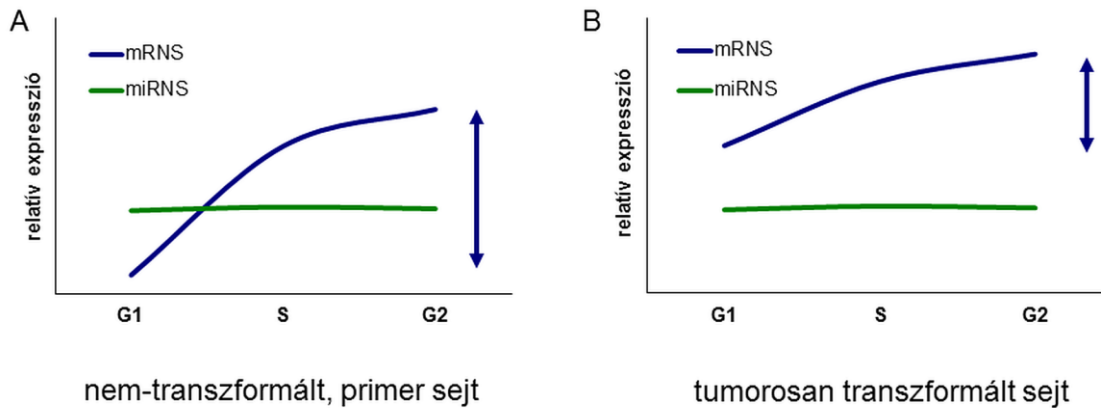 A
mRNS
miRNS
relatív expresszió
G1 S G2
nem-transzformált, primer sejt
B
mRNS
miRNS
relatív expresszió
G1 S G2
tumorosan transzformált sejt